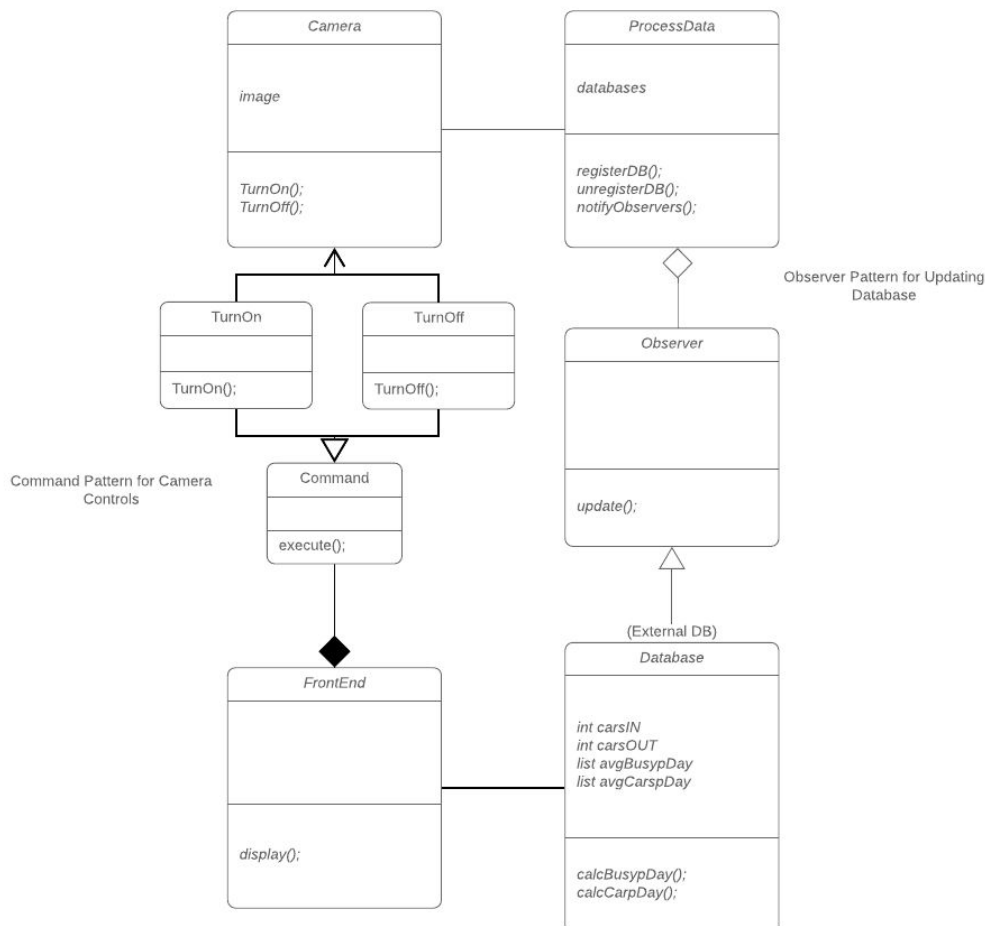 Camera
image
TurnOn();
TurnOff();
ProcessData
databases
registerDB();
unregisterDB();
notifyObservers();
Observer Pattern for Updating
Database
TurnOn
TurnOn();
TurnOff
TurnOff();
Observer
update();
Command Pattern for Camera
Controls
Command
execute();
(External DB)
FrontEnd
display();
Database
int carsIN
int carsOUT
list avgBusypDay
list avgCarspDay
calcBusypDay();
calcCarpDay();